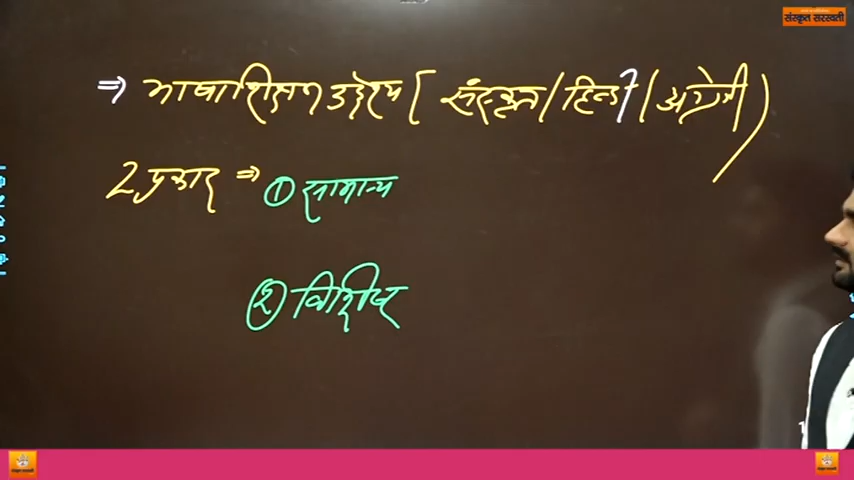 संस्कृत सरस्वती
⇒ भाषा शिक्षण उद्देश्य [ संस्कृत / हिन्दी / अंग्रेजी )
2 प्रकार ⇒ ① सामान्य
② विशिष्ट